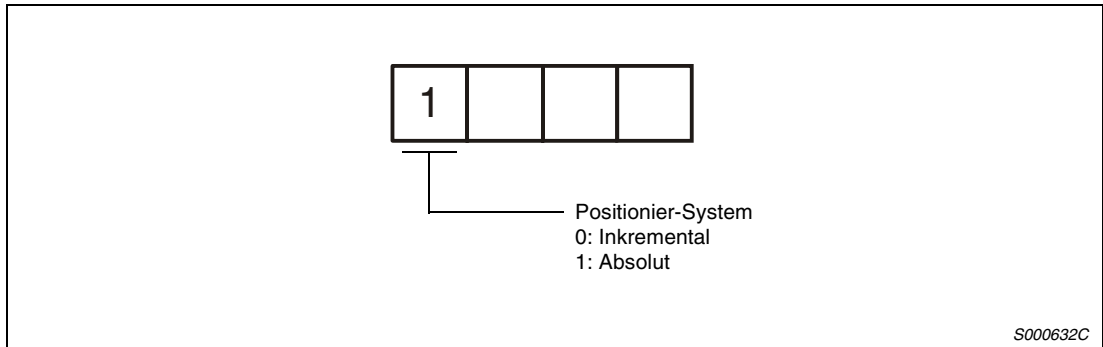 1
Positionier-System
0: Inkremental
1: Absolut
S000632C